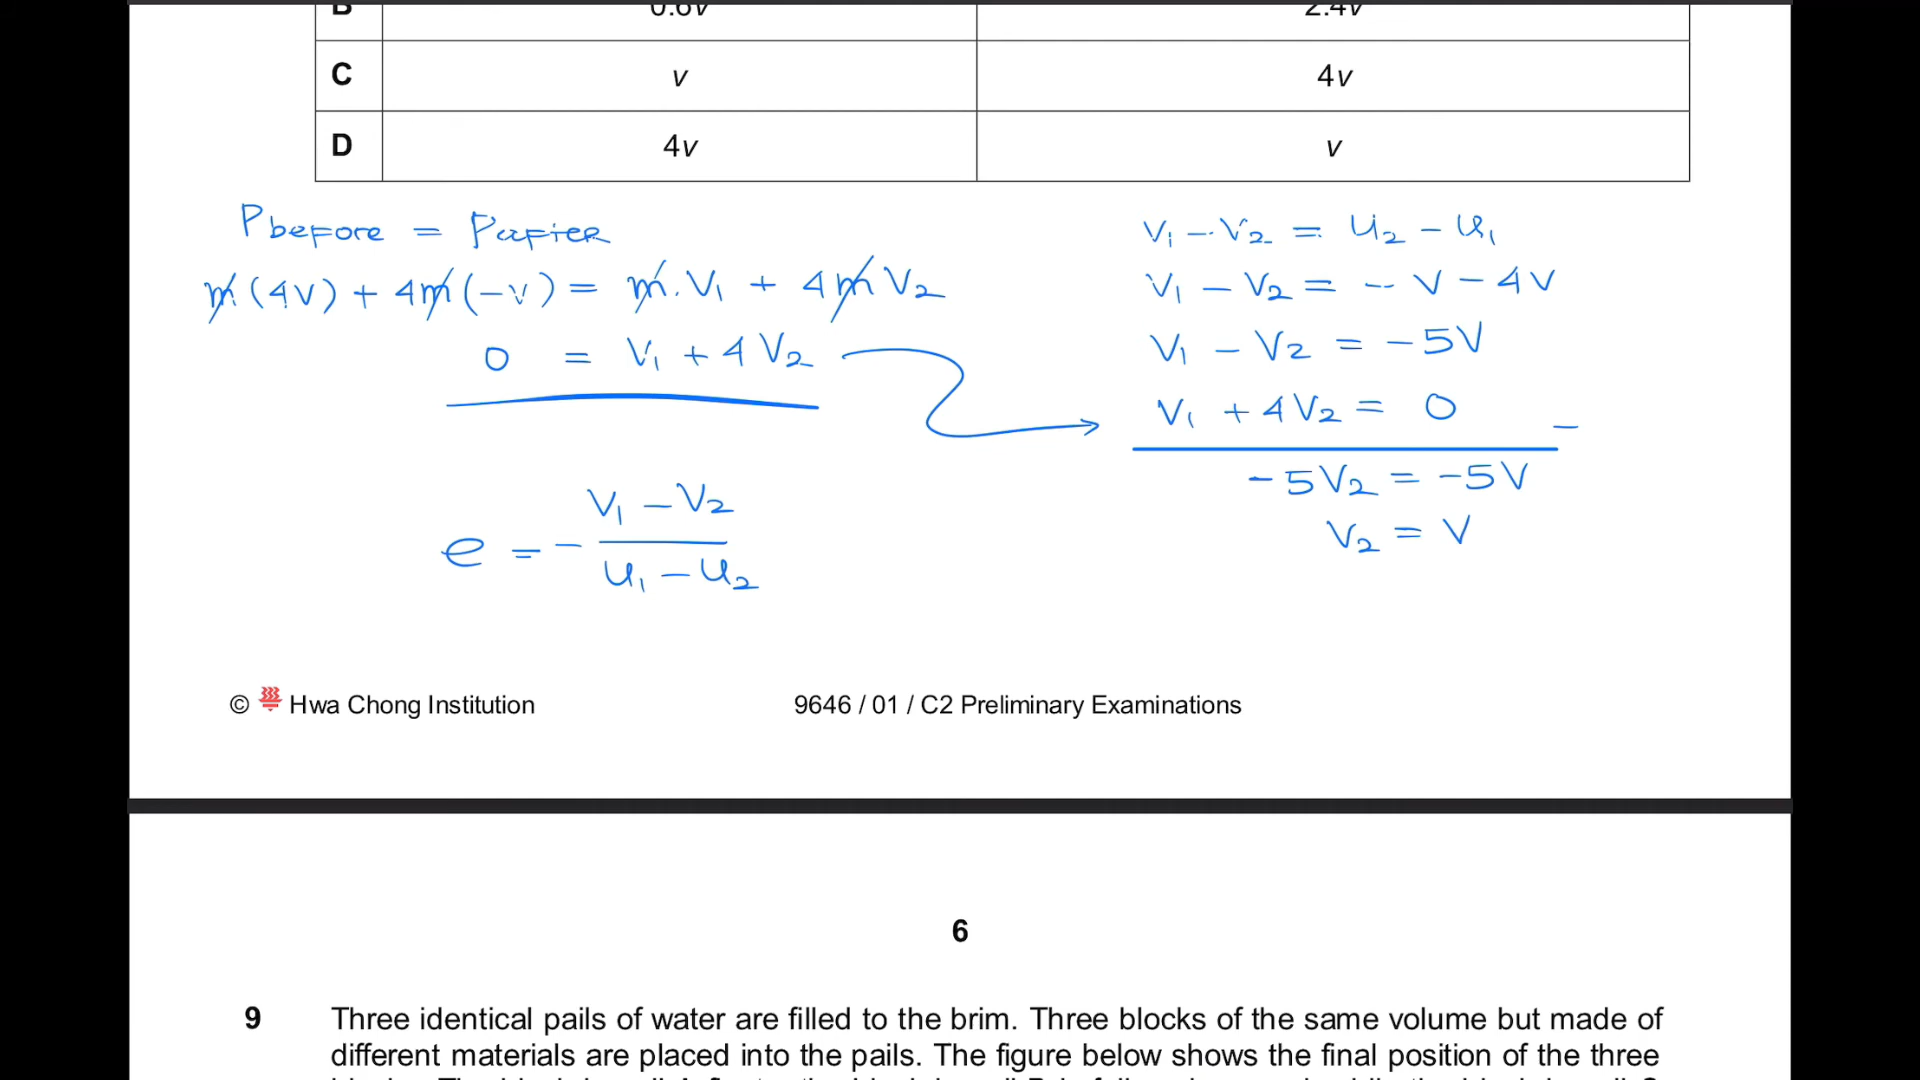 B 0.6v 2.4v
C v 4v
D 4v v
Pbefore = Pafter
m(4v) + 4m(-v) = m.V₁ + 4mV₂
0 = V₁ + 4V₂
e = - (V₁ - V₂) / (U₁ - U₂)
V₁ - V₂ = U₂ - U₁
V₁ - V₂ = - V - 4V
V₁ - V₂ = -5V
V₁ + 4V₂ = 0 -
-5V₂ = -5V
V₂ = V
© Hwa Chong Institution 9646 / 01 / C2 Preliminary Examinations
6
9 Three identical pails of water are filled to the brim. Three blocks of the same volume but made of
different materials are placed into the pails. The figure below shows the final position of the three